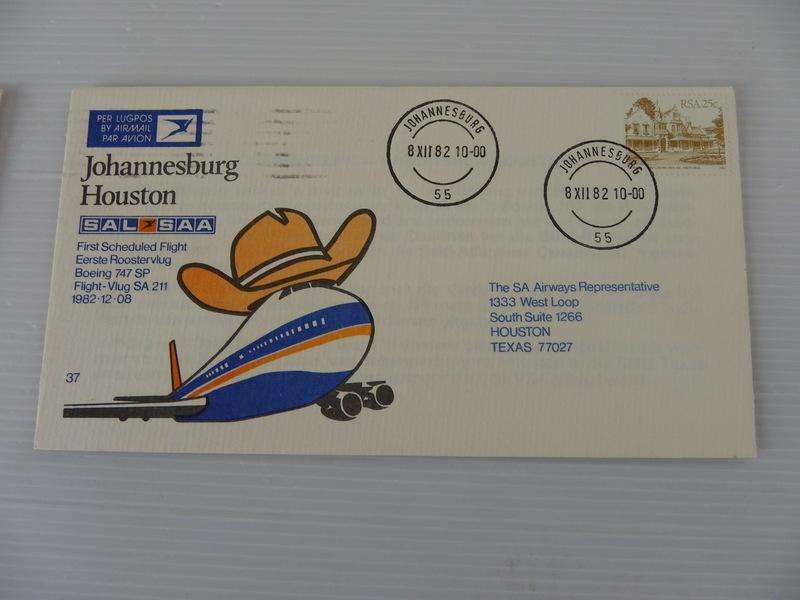 PER LUGPOS
BY AIRMAIL
PAR AVION
Johannesburg
Houston
SAL SAA
First Scheduled Flight
Eerste Roostervlug
Boeing 747 SP
Flight-Vlug SA 211
1982·12·08
37
JOHANNESBURG
8 XII 82 10-00
55
JOHANNESBURG
8 XII 82 10-00
55
RSA 25c
The SA Airways Representative
1333 West Loop
South Suite 1266
HOUSTON
TEXAS 77027